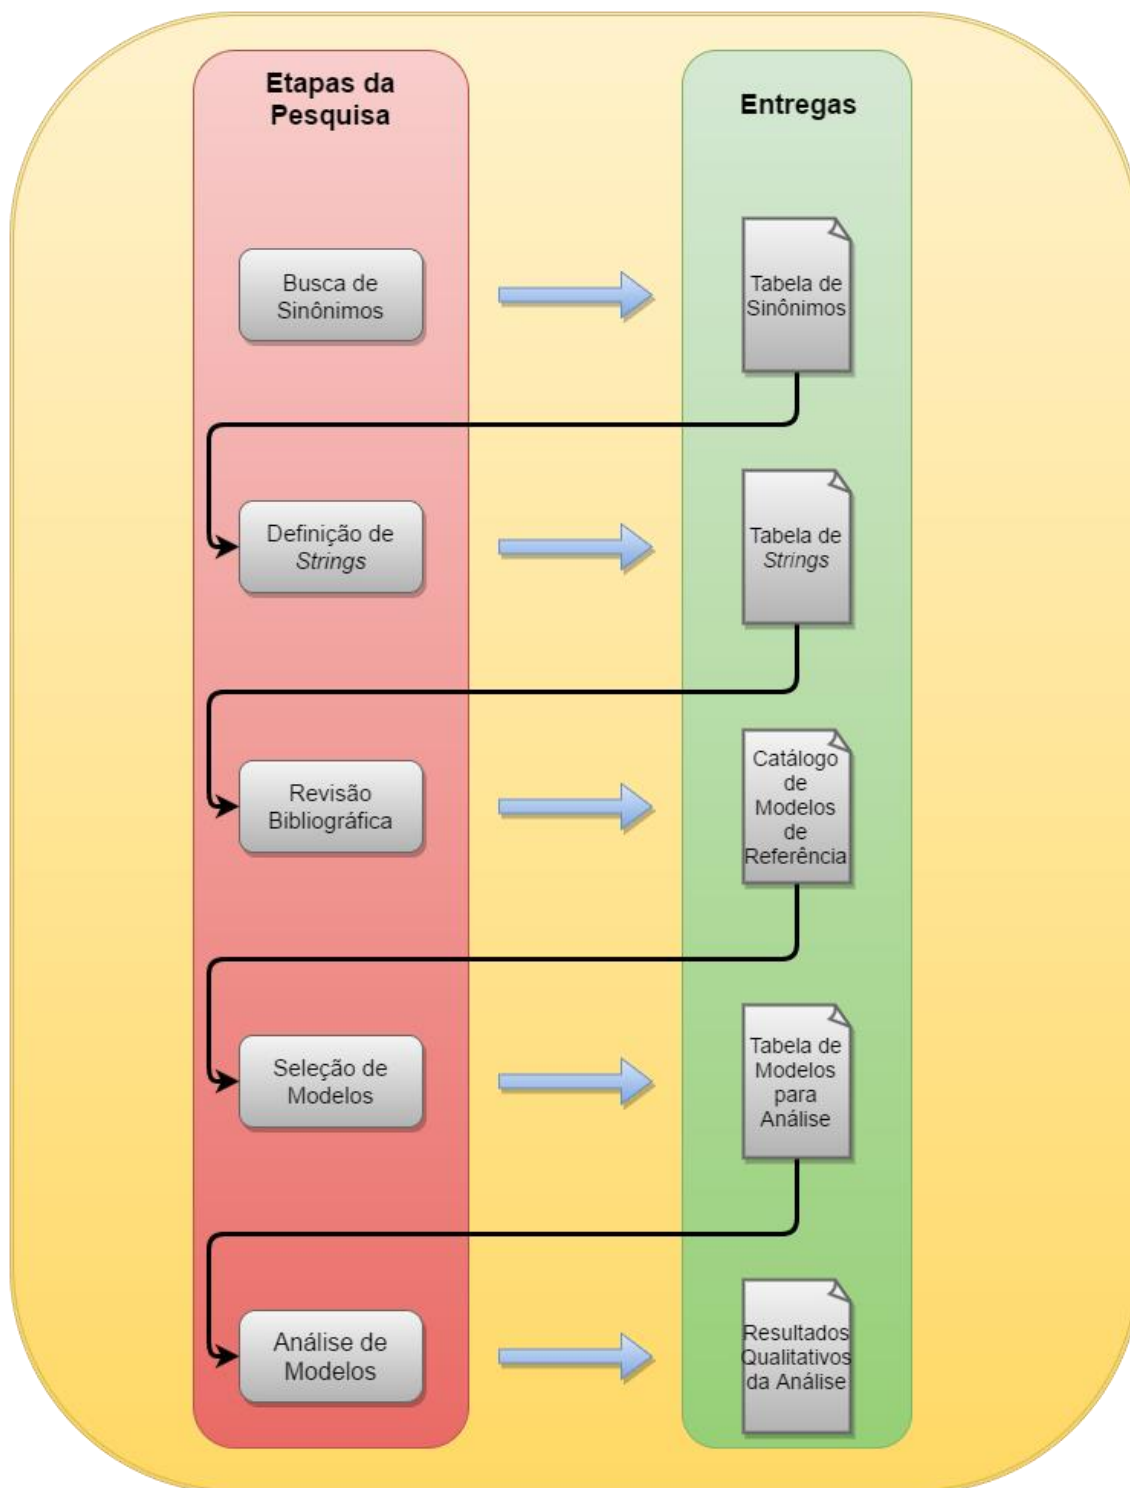 Etapas da
Pesquisa
Entregas
Busca de
Sinônimos
Tabela de
Sinônimos
Definição de
Strings
Tabela de
Strings
Revisão
Bibliográfica
Catálogo
de
Modelos
de
Referência
Seleção de
Modelos
Tabela de
Modelos
para
Análise
Análise de
Modelos
Resultados
Qualitativos
da Análise